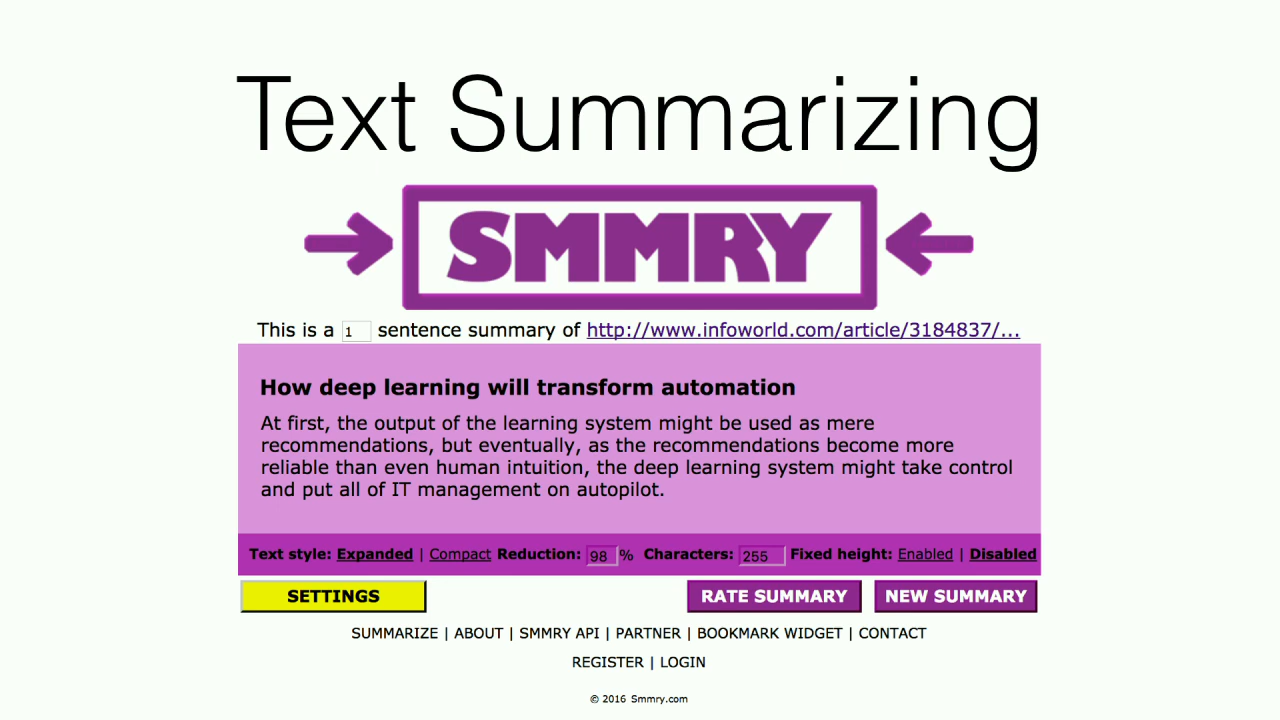 Text Summarizing
SMMRY
This is a 1 sentence summary of http://www.infoworld.com/article/3184837/...
How deep learning will transform automation
At first, the output of the learning system might be used as mere
recommendations, but eventually, as the recommendations become more
reliable than even human intuition, the deep learning system might take control
and put all of IT management on autopilot.
Text style: Expanded | Compact Reduction: 98 % Characters: 255 Fixed height: Enabled | Disabled
SETTINGS RATE SUMMARY NEW SUMMARY
SUMMARIZE | ABOUT | SMMRY API | PARTNER | BOOKMARK WIDGET | CONTACT
REGISTER | LOGIN
© 2016 Smmry.com